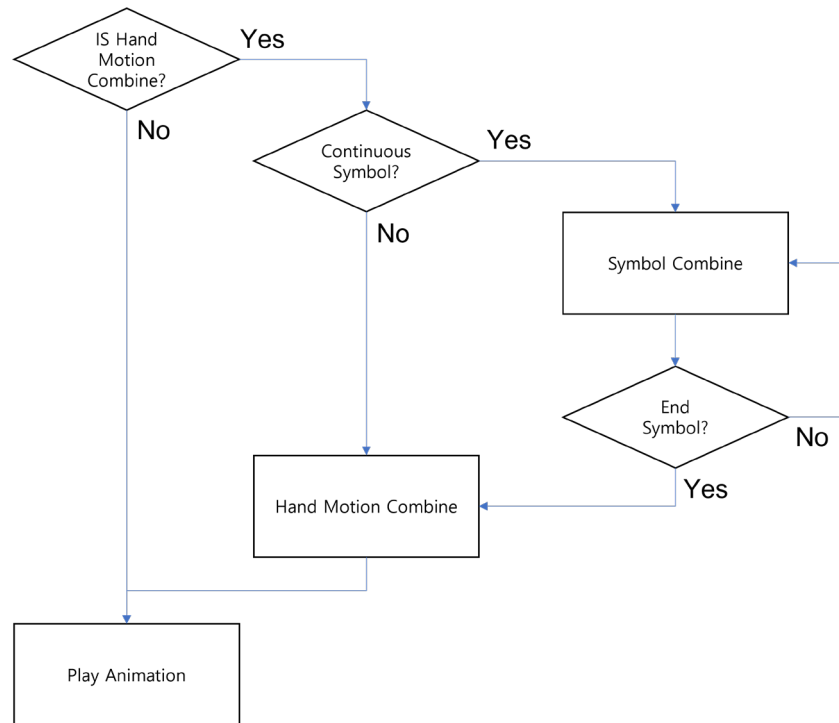 IS Hand
Motion
Combine?
Yes
No
Continuous
Symbol?
Yes
No
Symbol Combine
End
Symbol?
No
Yes
Hand Motion Combine
Play Animation